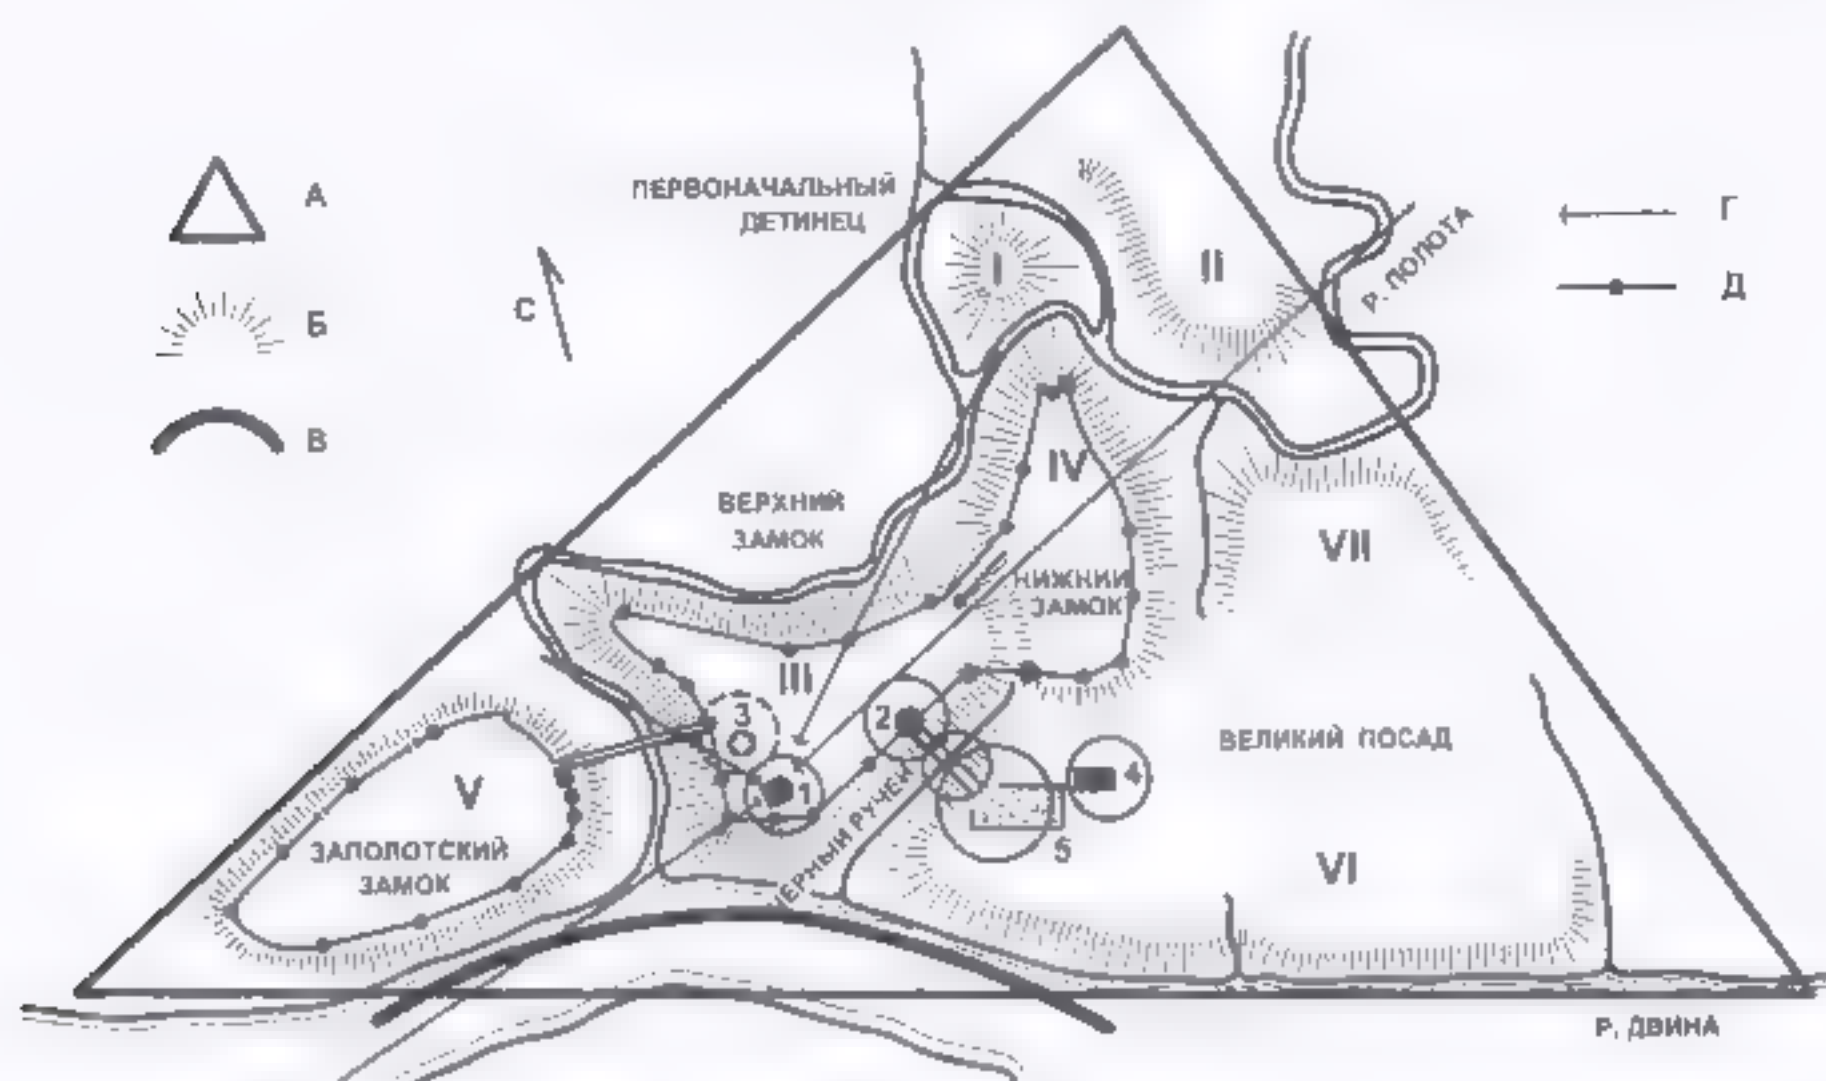 А
Б
В
С
ПЕРВОНАЧАЛЬНЫЙ
ДЕТИНЕЦ
I
II
Р. ПОЛОТА
Г
Д
ВЕРХНИЙ
ЗАМОК
IV
НИЖНИЙ
ЗАМОК
VII
III
3
2
1
4
5
ВЕЛИКИЙ ПОСАД
V
ЗАПОЛОТСКИЙ
ЗАМОК
РУЧЕЙ
VI
Р. ДВИНА